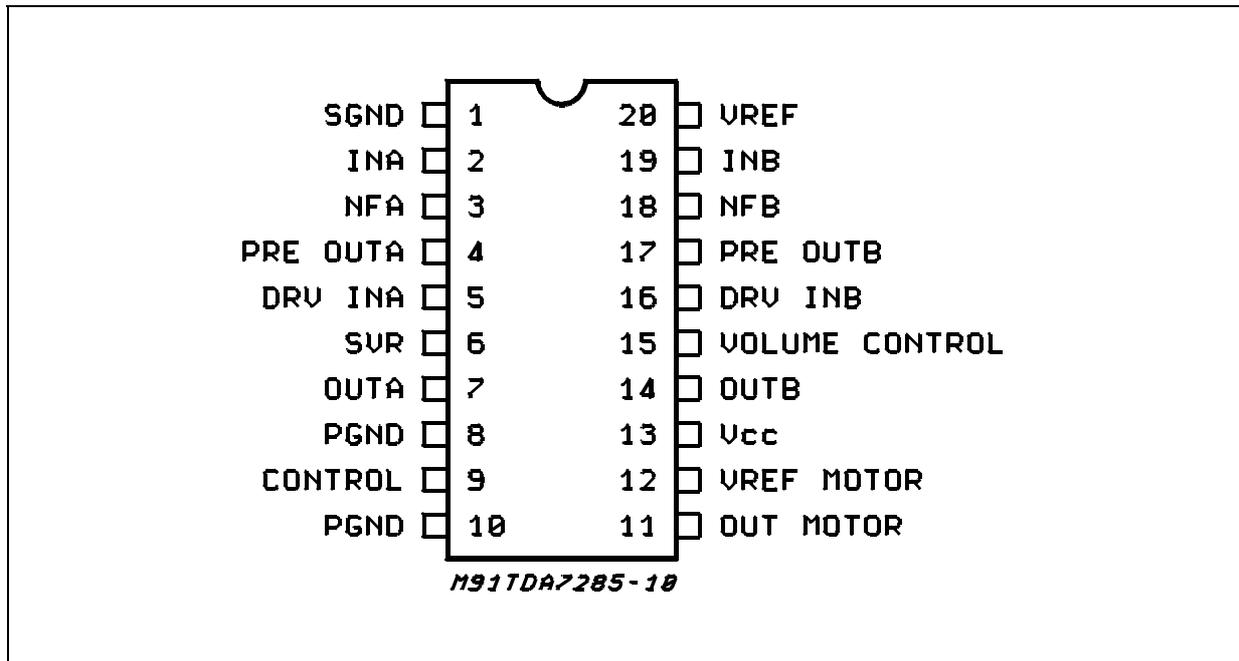 SGND 1 20 VREF
INA 2 19 INB
NFA 3 18 NFB
PRE OUTA 4 17 PRE OUTB
DRV INA 5 16 DRV INB
SVR 6 15 VOLUME CONTROL
OUTA 7 14 OUTB
PGND 8 13 Vcc
CONTROL 9 12 VREF MOTOR
PGND 10 11 OUT MOTOR
M91TDA7285-10